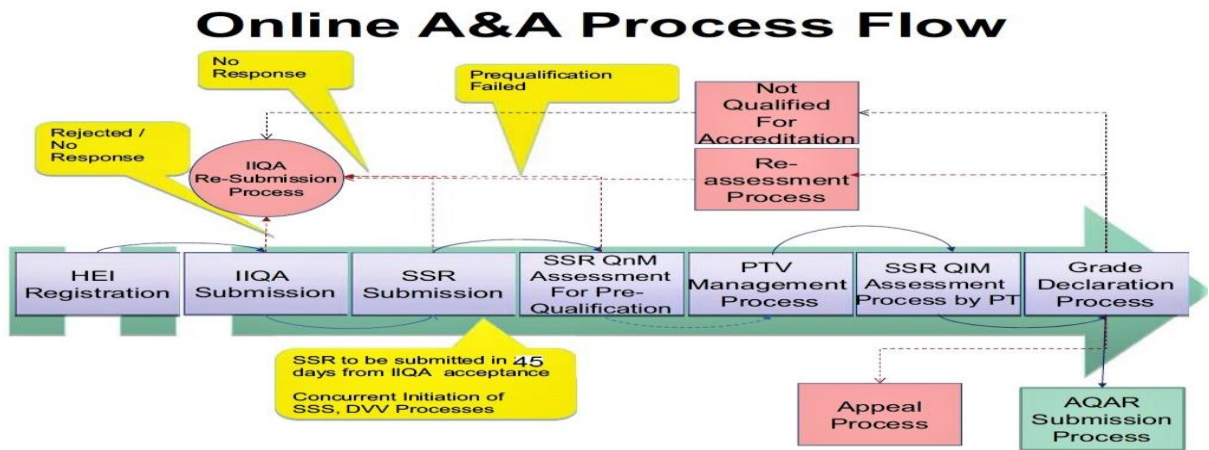 Online A&A Process Flow
No
Response
Prequalification
Failed
Rejected /
No
Response
IIQA
Re-Submission
Process
Not
Qualified
For
Accreditation
Re-
assessment
Process
HEI
Registration
IIQA
Submission
SSR
Submission
SSR QnM
Assessment
For Pre-
Qualification
PTV
Management
Process
SSR QIM
Assessment
Process by PT
Grade
Declaration
Process
SSR to be submitted in 45
days from IIQA acceptance
Concurrent Initiation of
SSS, DVV Processes
Appeal
Process
AQAR
Submission
Process